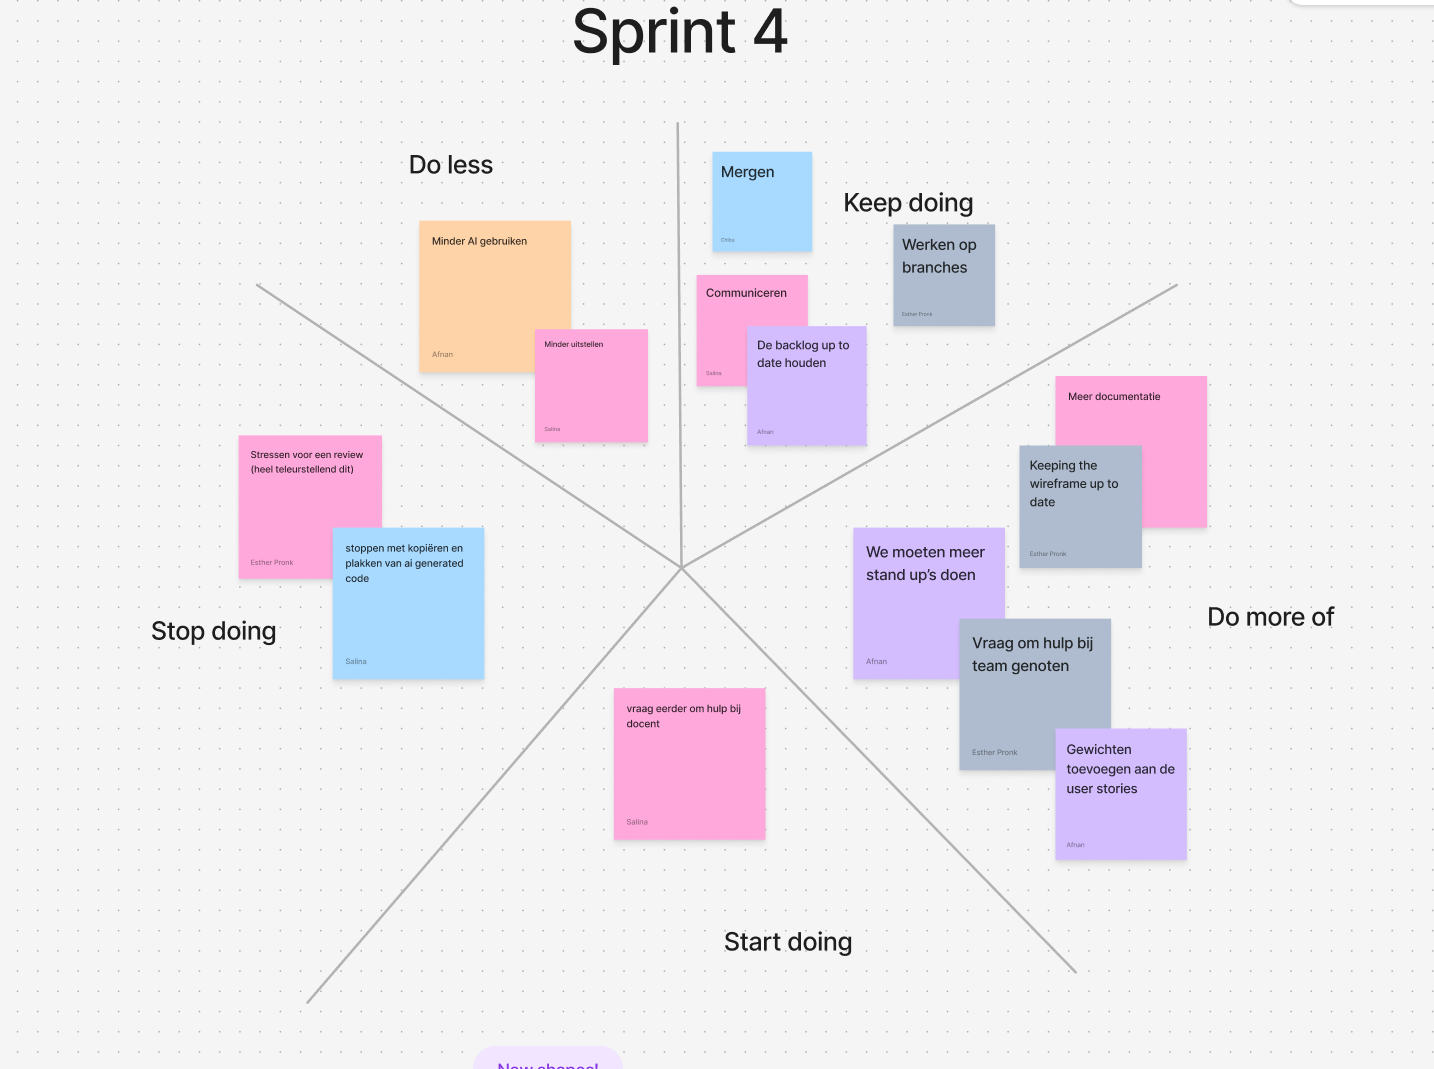 Sprint 4
Do less
Minder AI gebruiken
Afnan
Minder uitstellen
Salina
Keep doing
Mergen
Werken op
branches
Esther Pronk
Communiceren
Salina
De backlog up to
date houden
Afnan
Do more of
Meer documentatie
Keeping the
wireframe up to
date
Esther Pronk
We moeten meer
stand up's doen
Afnan
Vraag om hulp bij
team genoten
Esther Pronk
Gewichten
toevoegen aan de
user stories
Afnan
Start doing
vraag eerder om hulp bij
docent
Salina
Stop doing
Stressen voor een review
(heel teleurstellend dit)
Esther Pronk
stoppen met kopiëren en
plakken van ai generated
code
Salina